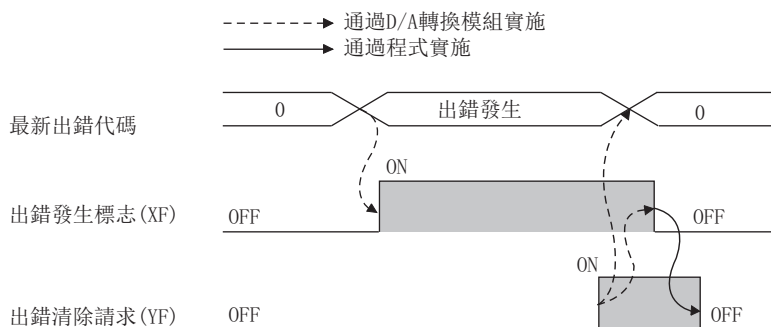 通過D/A轉換模組實施
通過程式實施
最新出錯代碼
0
出錯發生
0
出錯發生標志(XF)
OFF
ON
OFF
出錯清除請求(YF)
OFF
ON
OFF